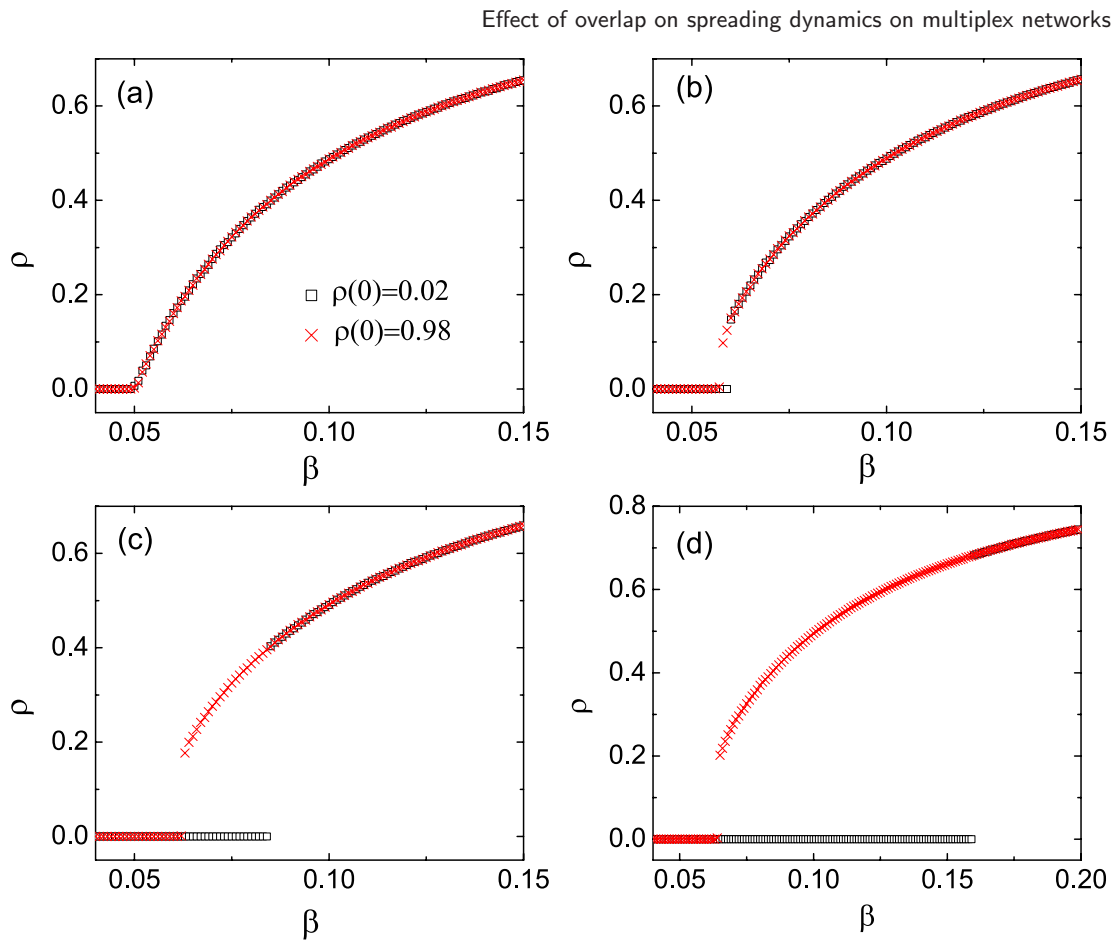 Effect of overlap on spreading dynamics on multiplex networks
(a)
0.6
0.4
0.2
0.0
ρ
ρ(0)=0.02
ρ(0)=0.98
0.05
0.10
0.15
β
(b)
0.6
0.4
0.2
0.0
ρ
0.05
0.10
0.15
β
(c)
0.6
0.4
0.2
0.0
ρ
0.05
0.10
0.15
β
(d)
0.8
0.6
0.4
0.2
0.0
ρ
0.05
0.10
0.15
0.20
β